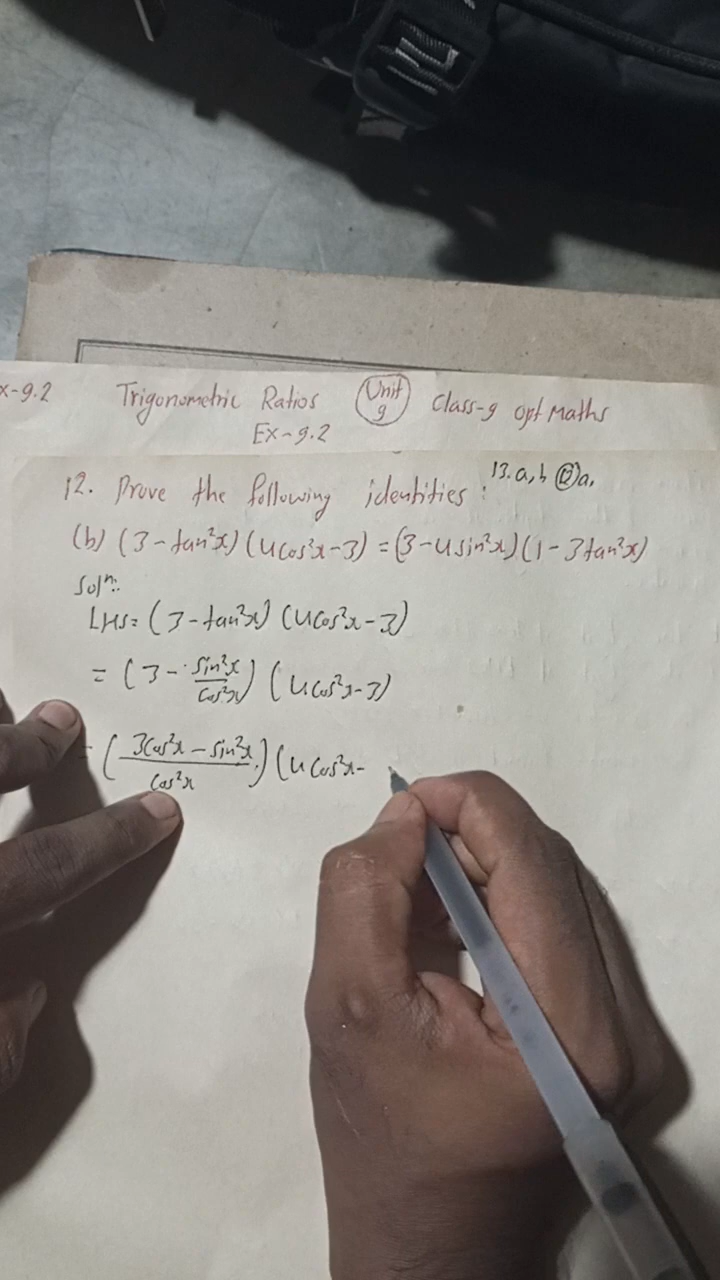 x-9.2 Trigonometric Ratios Unit 9 Class-9 Opt Maths
Ex-9.2
13. a, b 12 a,
12. Prove the following identities :
(b) (3 - tan²x) (4cos²x - 3) = (3 - 4sin²x) (1 - 3tan²x)
Solⁿ:
LHS = (3 - tan²x) (4cos²x - 3)
= (3 - sin²x/cos²x) (4cos²x - 3)
= (3cos²x - sin²x/cos²x) (4cos²x -